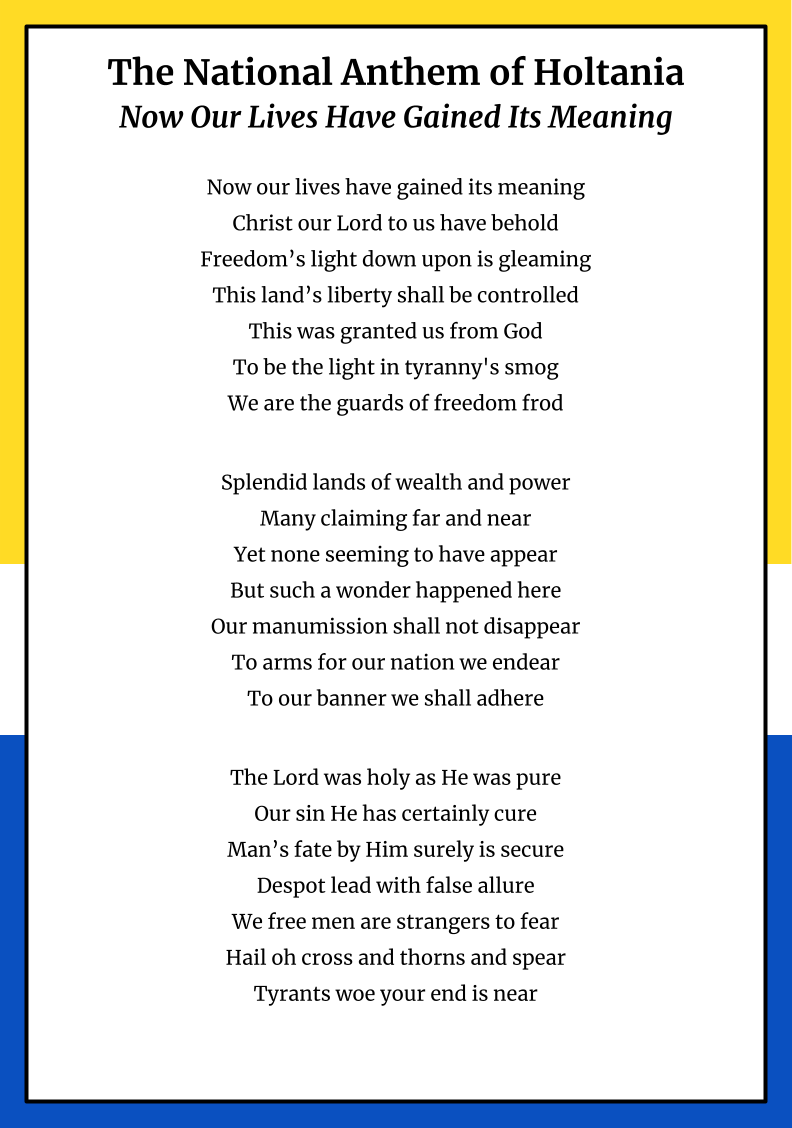 The National Anthem of Holtania
Now Our Lives Have Gained Its Meaning
Now our lives have gained its meaning
Christ our Lord to us have behold
Freedom’s light down upon is gleaming
This land’s liberty shall be controlled
This was granted us from God
To be the light in tyranny's smog
We are the guards of freedom frod
Splendid lands of wealth and power
Many claiming far and near
Yet none seeming to have appear
But such a wonder happened here
Our manumission shall not disappear
To arms for our nation we endear
To our banner we shall adhere
The Lord was holy as He was pure
Our sin He has certainly cure
Man’s fate by Him surely is secure
Despot lead with false allure
We free men are strangers to fear
Hail oh cross and thorns and spear
Tyrants woe your end is near